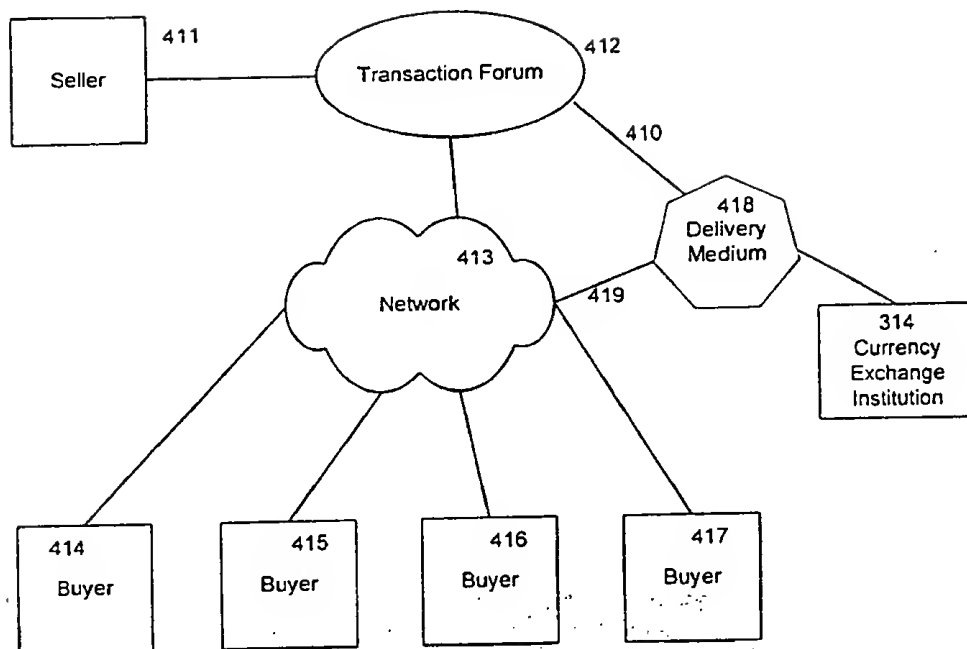 411
Seller
412
Transaction Forum
410
418
Delivery
Medium
413
Network
419
314
Currency
Exchange
Institution
414
Buyer
415
Buyer
416
Buyer
417
Buyer